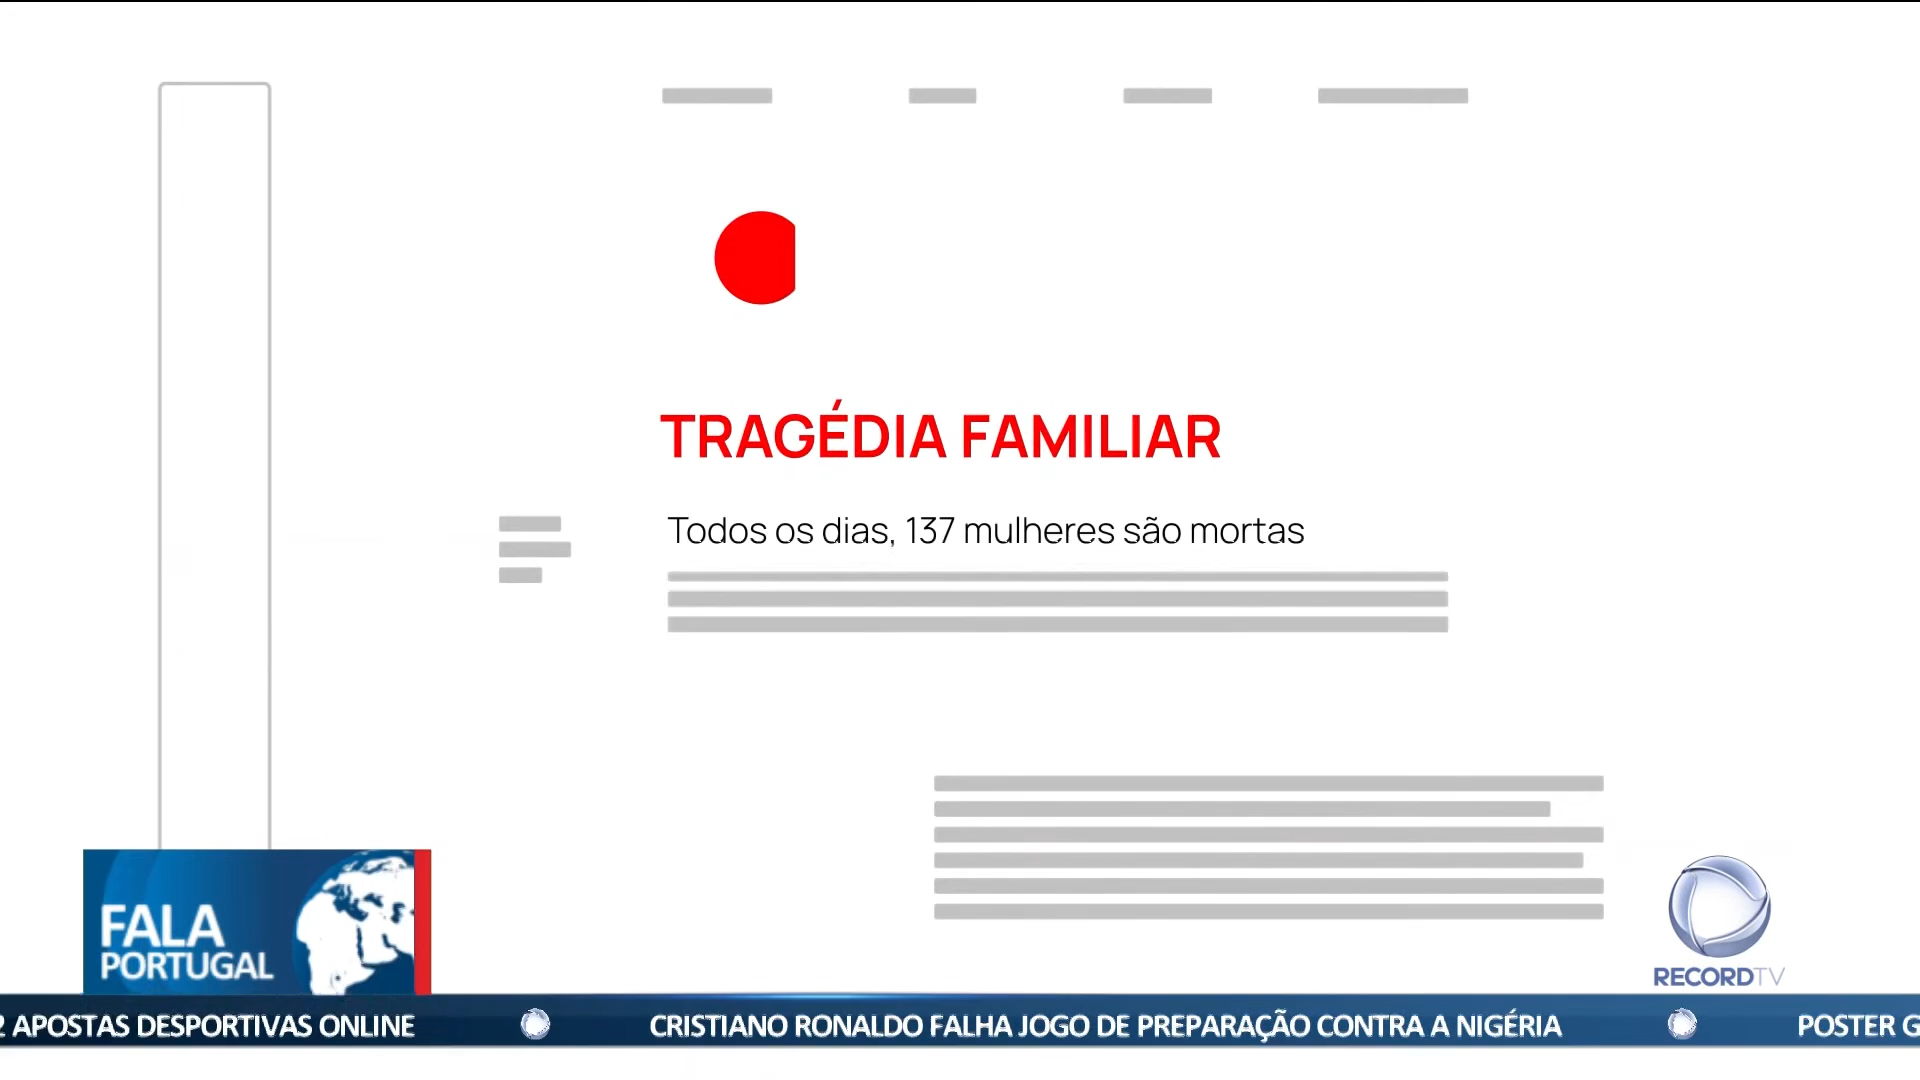 TRAGÉDIA FAMILIAR
Todos os dias, 137 mulheres são mortas
FALA
PORTUGAL
RECORDTV
2 APOSTAS DESPORTIVAS ONLINE
CRISTIANO RONALDO FALHA JOGO DE PREPARAÇÃO CONTRA A NIGÉRIA
POSTER G